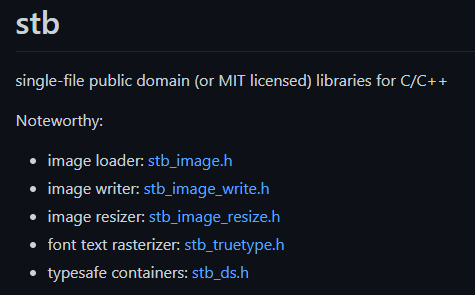 stb
single-file public domain (or MIT licensed) libraries for C/C++
Noteworthy:
• image loader: stb_image.h
• image writer: stb_image_write.h
• image resizer: stb_image_resize.h
• font text rasterizer: stb_truetype.h
• typesafe containers: stb_ds.h